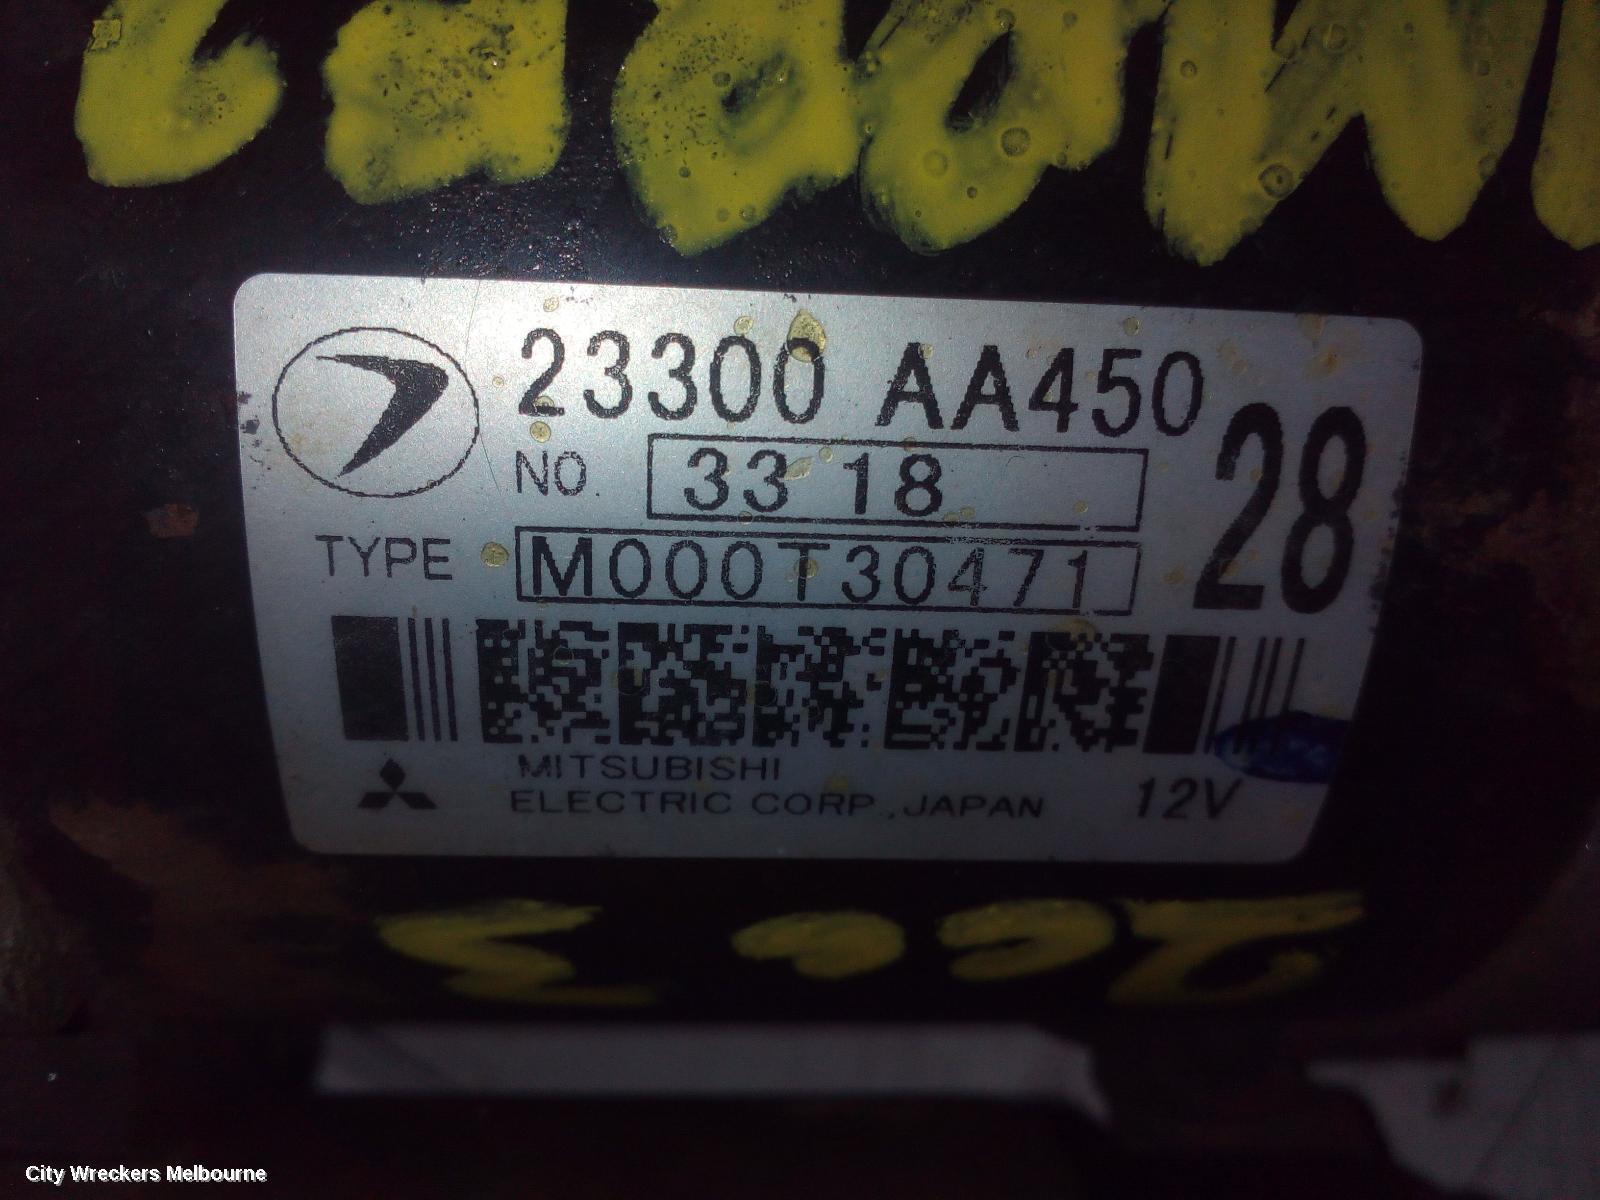 23300 AA450
NO. 33 18
28
TYPE M000T30471
MITSUBISHI
ELECTRIC CORP., JAPAN
12V
City Wreckers Melbourne